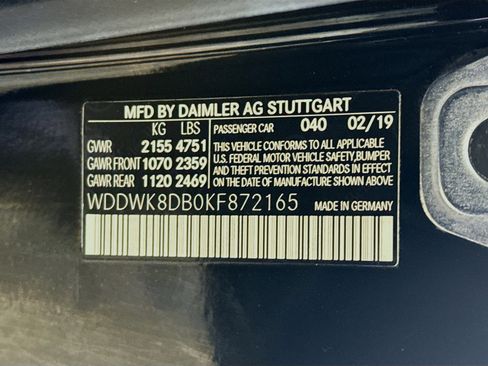 MFD BY DAIMLER AG STUTTGART
KG LBS PASSENGER CAR 040 02/19
GVWR 2155 4751 THIS VEHICLE CONFORMS TO ALL APPLICABLE
GAWR FRONT 1070 2359 U.S. FEDERAL MOTOR VEHICLE SAFETY, BUMPER
GAWR REAR 1120 2469 AND THEFT PREVENTION STANDARDS IN EFFECT
ON THE DATE OF MANUFACTURE SHOWN ABOVE.
WDDWK8DB0KF872165 MADE IN GERMANY